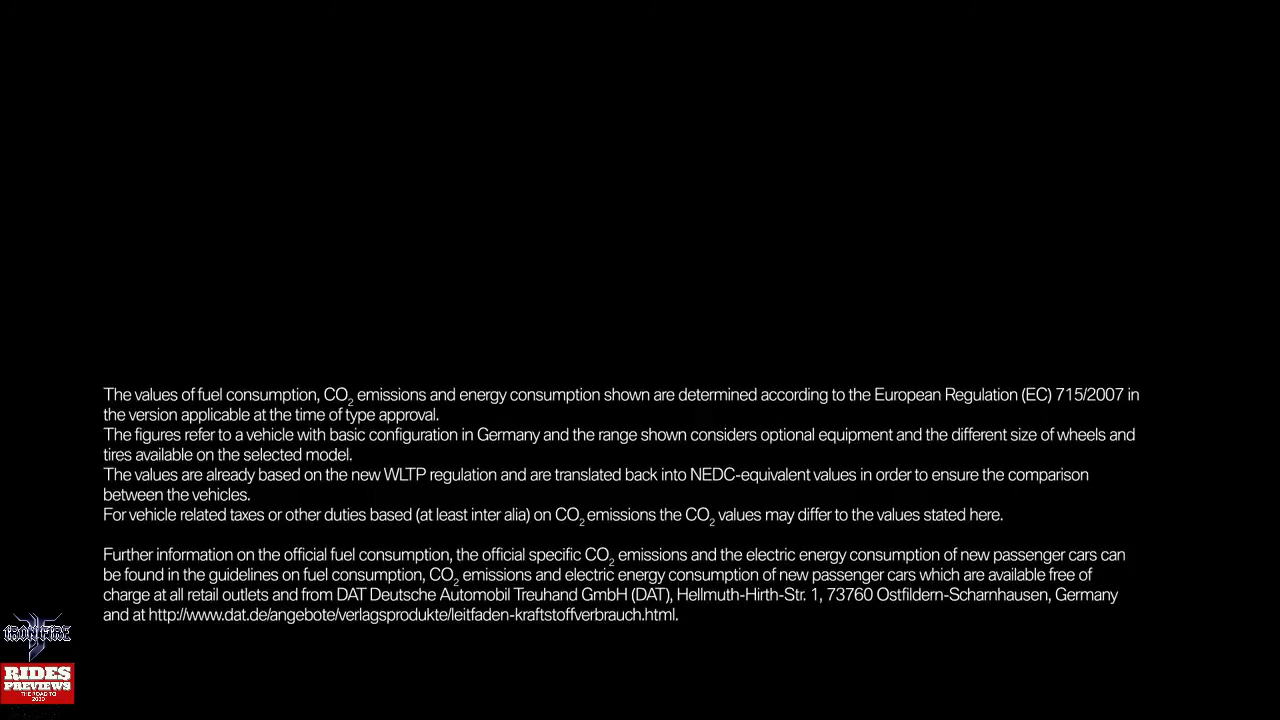 The values of fuel consumption, CO₂ emissions and energy consumption shown are determined according to the European Regulation (EC) 715/2007 in
the version applicable at the time of type approval.
The figures refer to a vehicle with basic configuration in Germany and the range shown considers optional equipment and the different size of wheels and
tires available on the selected model.
The values are already based on the new WLTP regulation and are translated back into NEDC-equivalent values in order to ensure the comparison
between the vehicles.
For vehicle related taxes or other duties based (at least inter alia) on CO₂ emissions the CO₂ values may differ to the values stated here.
Further information on the official fuel consumption, the official specific CO₂ emissions and the electric energy consumption of new passenger cars can
be found in the guidelines on fuel consumption, CO₂ emissions and electric energy consumption of new passenger cars which are available free of
charge at all retail outlets and from DAT Deutsche Automobil Treuhand GmbH (DAT), Hellmuth-Hirth-Str. 1, 73760 Ostfildern-Scharnhausen, Germany
and at http://www.dat.de/angebote/verlagsprodukte/leitfaden-kraftstoffverbrauch.html.
IRONFIRE
RIDES
PREVIEWS
THE ROAD TO